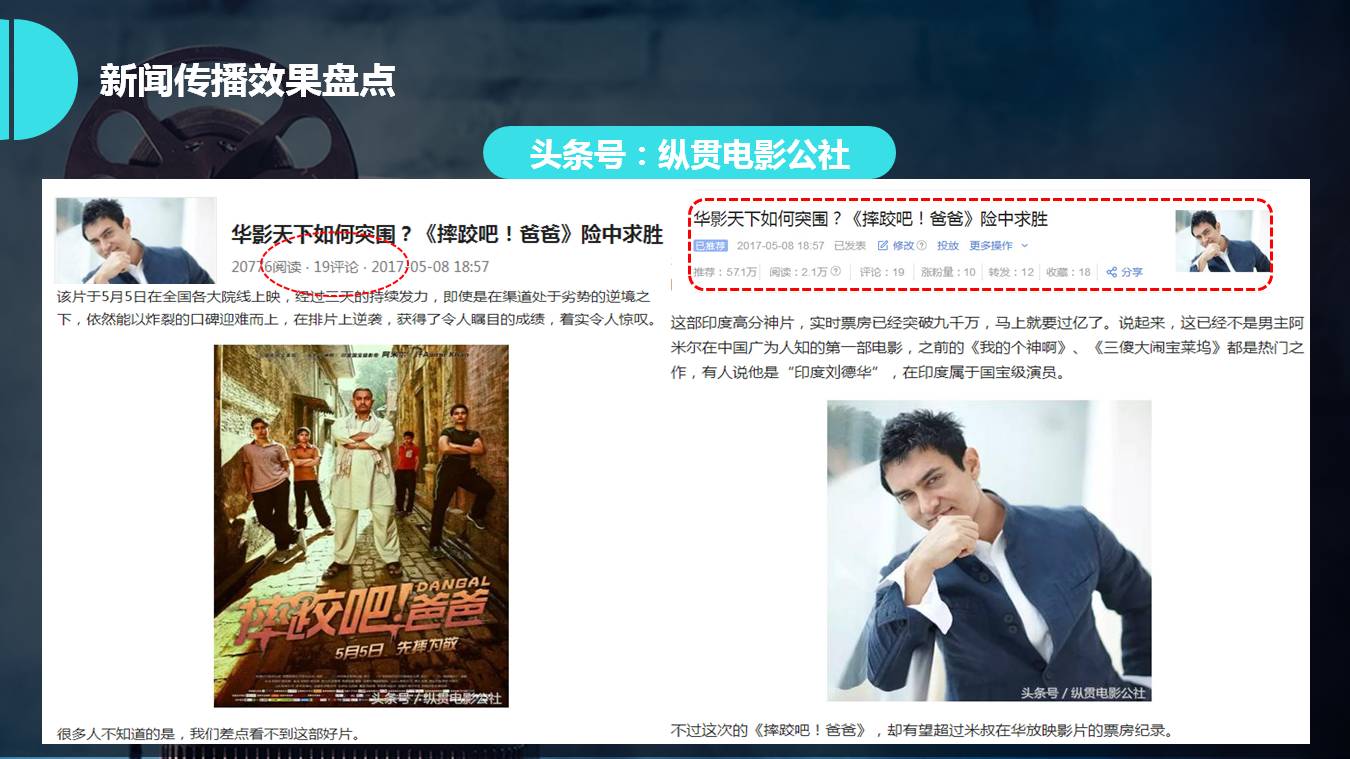 新闻传播效果盘点
头条号：纵贯电影公社
华影天下如何突围？《摔跤吧！爸爸》险中求胜
20776阅读 · 19评论 · 2017-05-08 18:57
该片于5月5日在全国各大院线上映，经过三天的持续发力，即使是在渠道处于劣势的逆境之
下，依然能以炸裂的口碑迎难而上，在排片上逆袭，获得了令人瞩目的成绩，着实令人惊叹。
DANGAL
摔跤吧！爸爸
5月5日 先摔为敬
头条号 / 纵贯电影公社
很多人不知道的是，我们差点看不到这部好片。
华影天下如何突围？《摔跤吧！爸爸》险中求胜
已推荐 2017-05-08 18:57 已发表 修改 投放 更多操作
推荐：57.1万 阅读：2.1万 评论：19 涨粉量：10 转发：12 收藏：18 分享
这部印度高分神片，实时票房已经突破九千万，马上就要过亿了。说起来，这已经不是男主阿
米尔在中国广为人知的第一部电影，之前的《我的个神啊》、《三傻大闹宝莱坞》都是热门之
作，有人说他是“印度刘德华”，在印度属于国宝级演员。
头条号 / 纵贯电影公社
不过这次的《摔跤吧！爸爸》，却有望超过米叔在华放映影片的票房纪录。